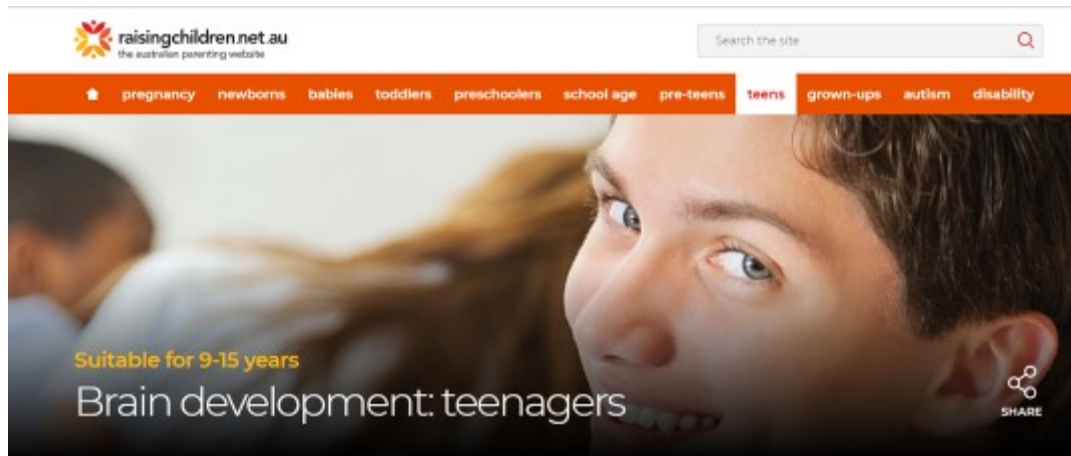 raisingchildren.net.au
the australian parenting website
Search the site
pregnancy newborns babies toddlers preschoolers school age pre-teens teens grown-ups autism disability
Suitable for 9-15 years
Brain development: teenagers
SHARE